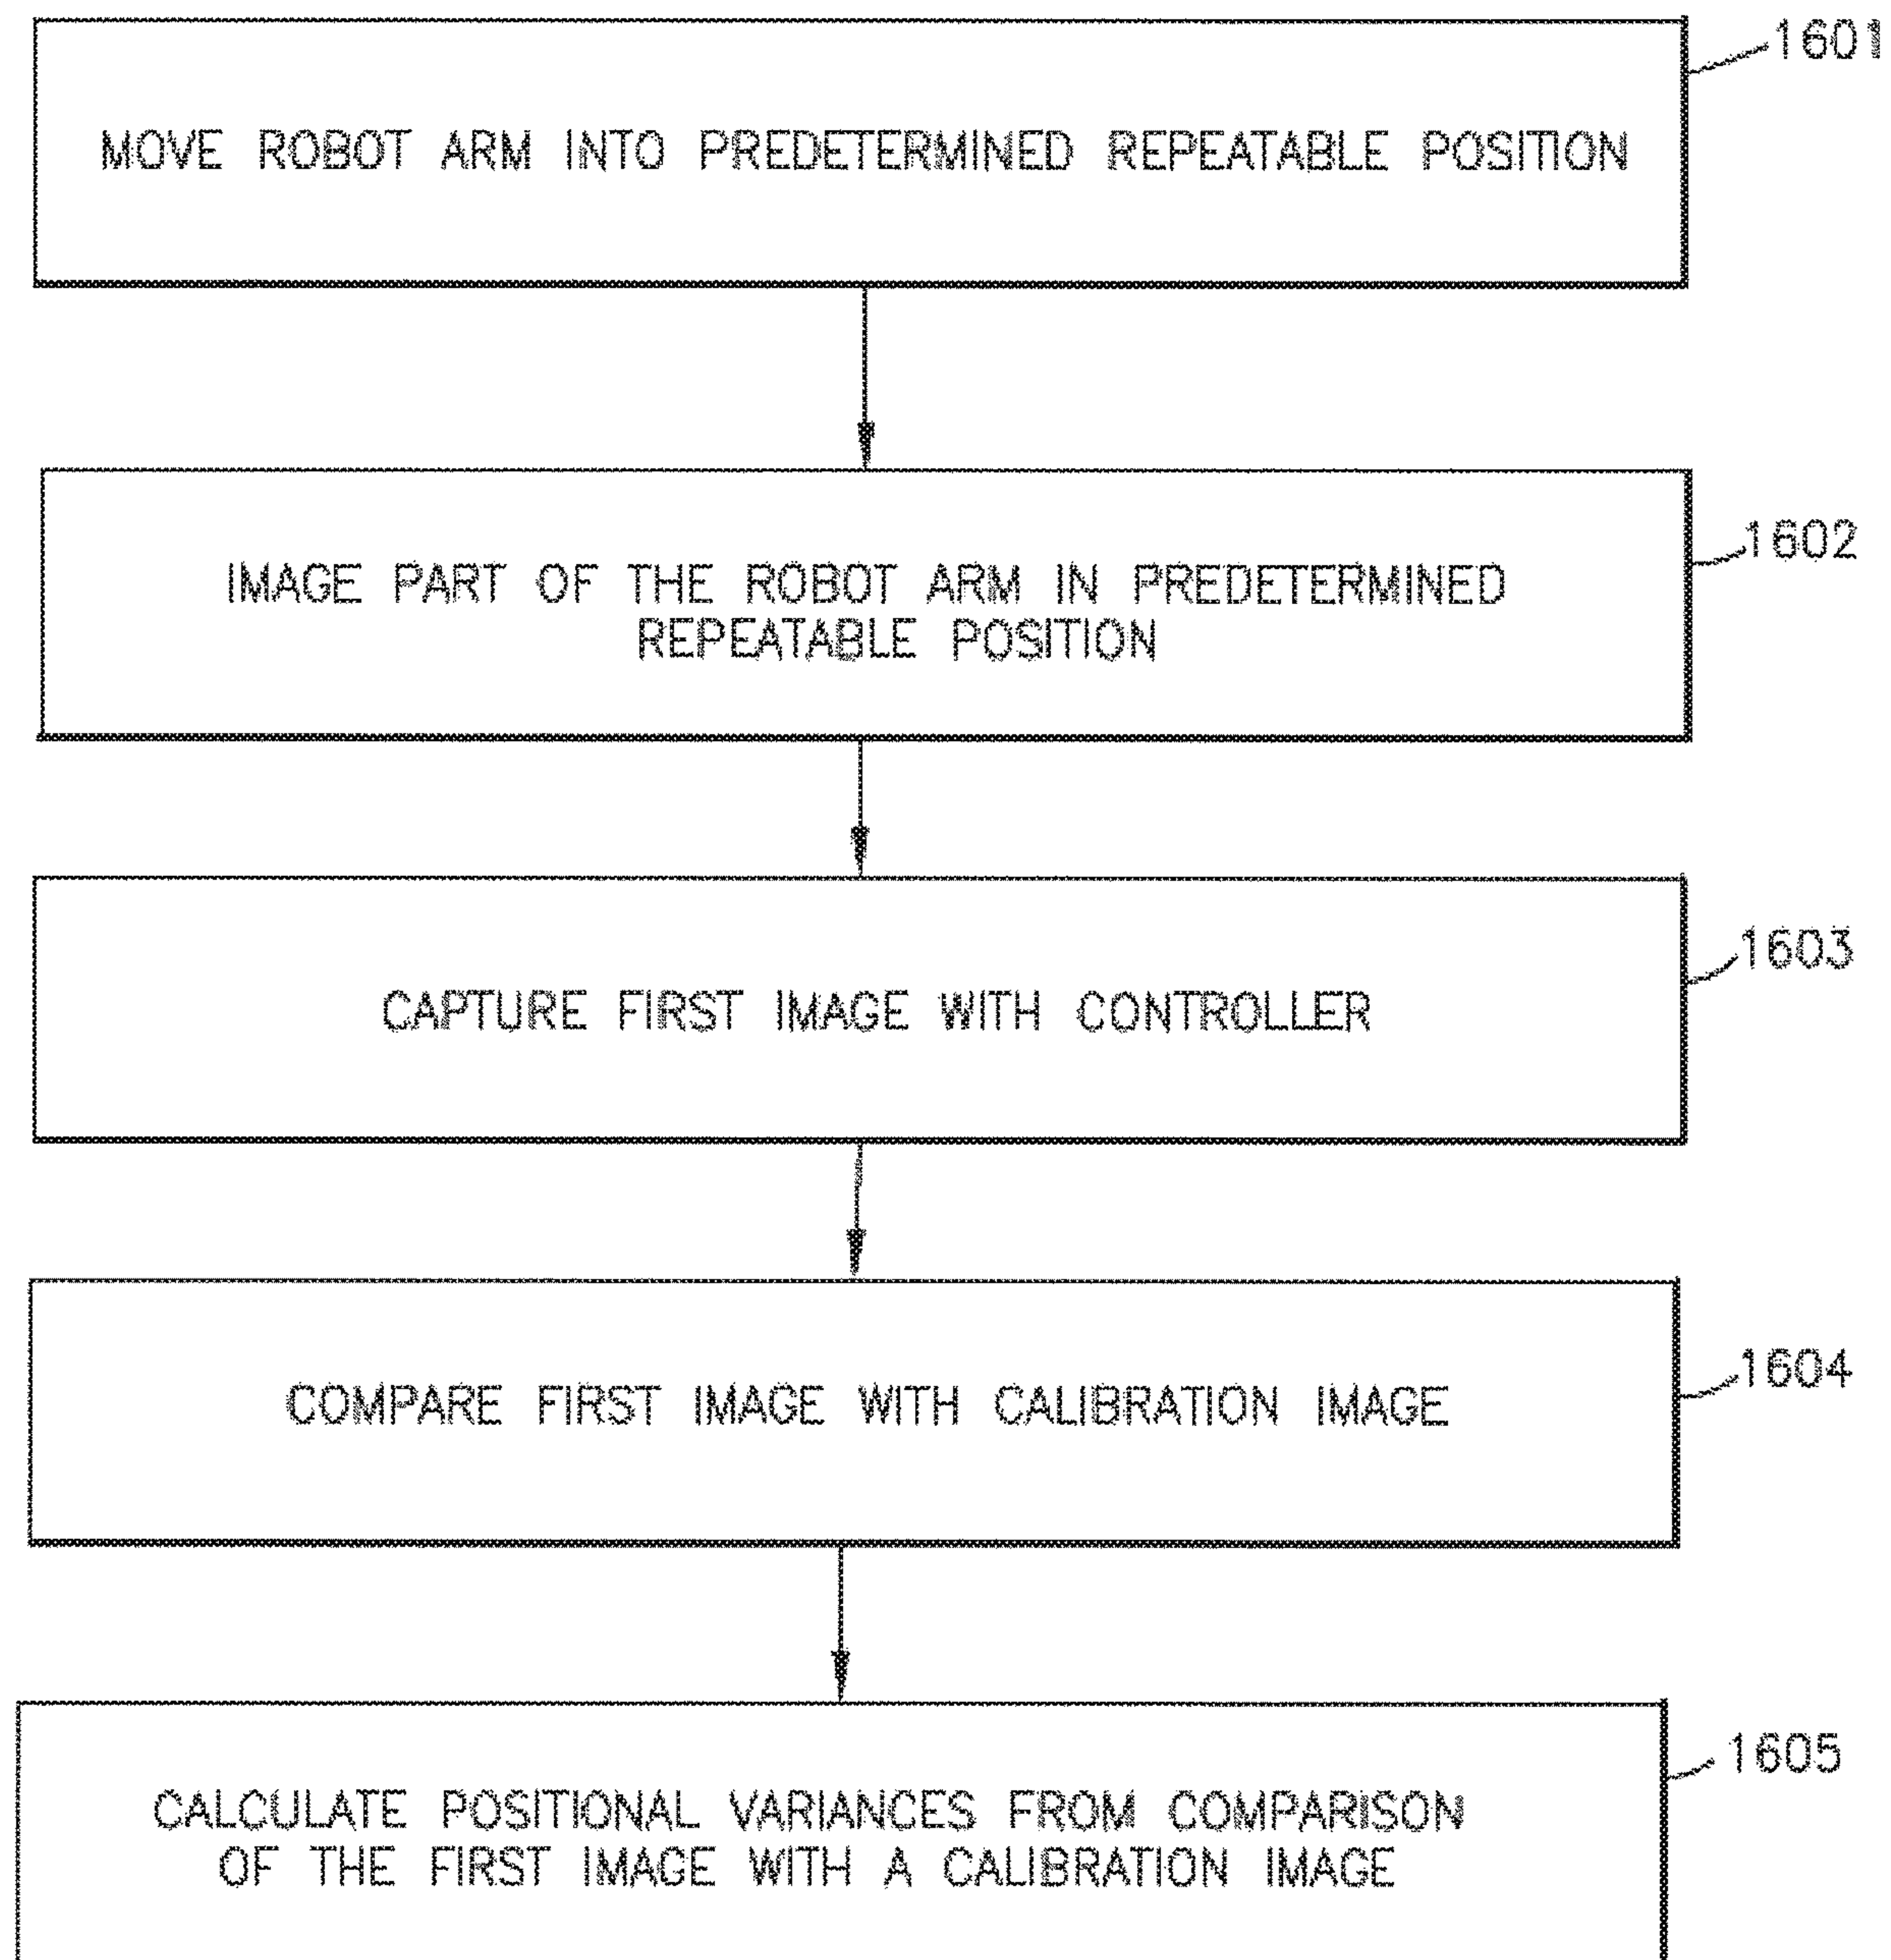 1601
MOVE ROBOT ARM INTO PREDETERMINED REPEATABLE POSITION
1602
IMAGE PART OF THE ROBOT ARM IN PREDETERMINED
REPEATABLE POSITION
1603
CAPTURE FIRST IMAGE WITH CONTROLLER
1604
COMPARE FIRST IMAGE WITH CALIBRATION IMAGE
1605
CALCULATE POSITIONAL VARIANCES FROM COMPARISON
OF THE FIRST IMAGE WITH A CALIBRATION IMAGE